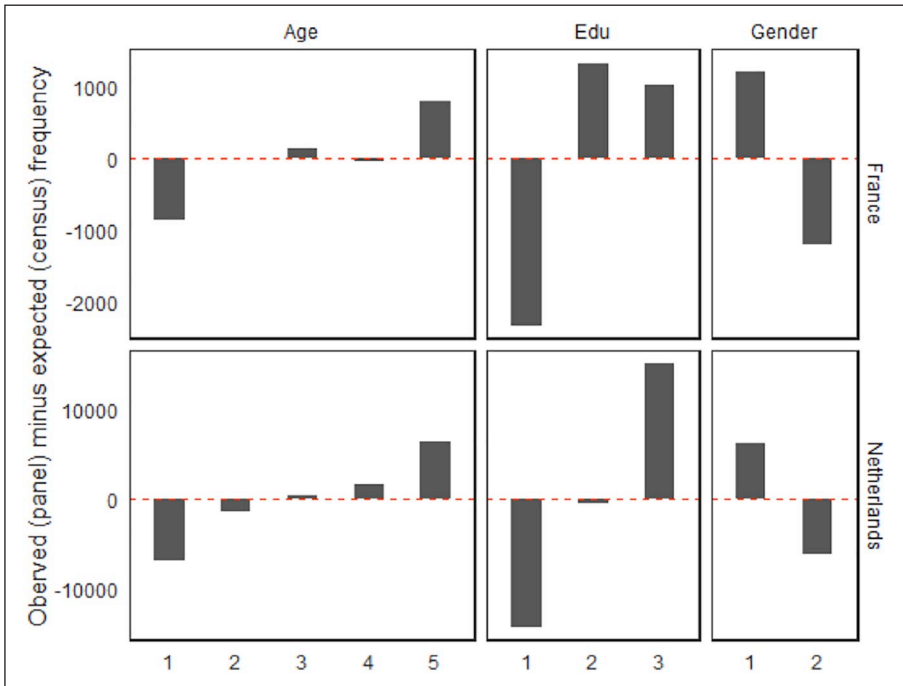 Age Edu Gender
Oberved (panel) minus expected (census) frequency
1000
0
-1000
-2000
France
10000
0
-10000
Netherlands
1 2 3 4 5 1 2 3 1 2